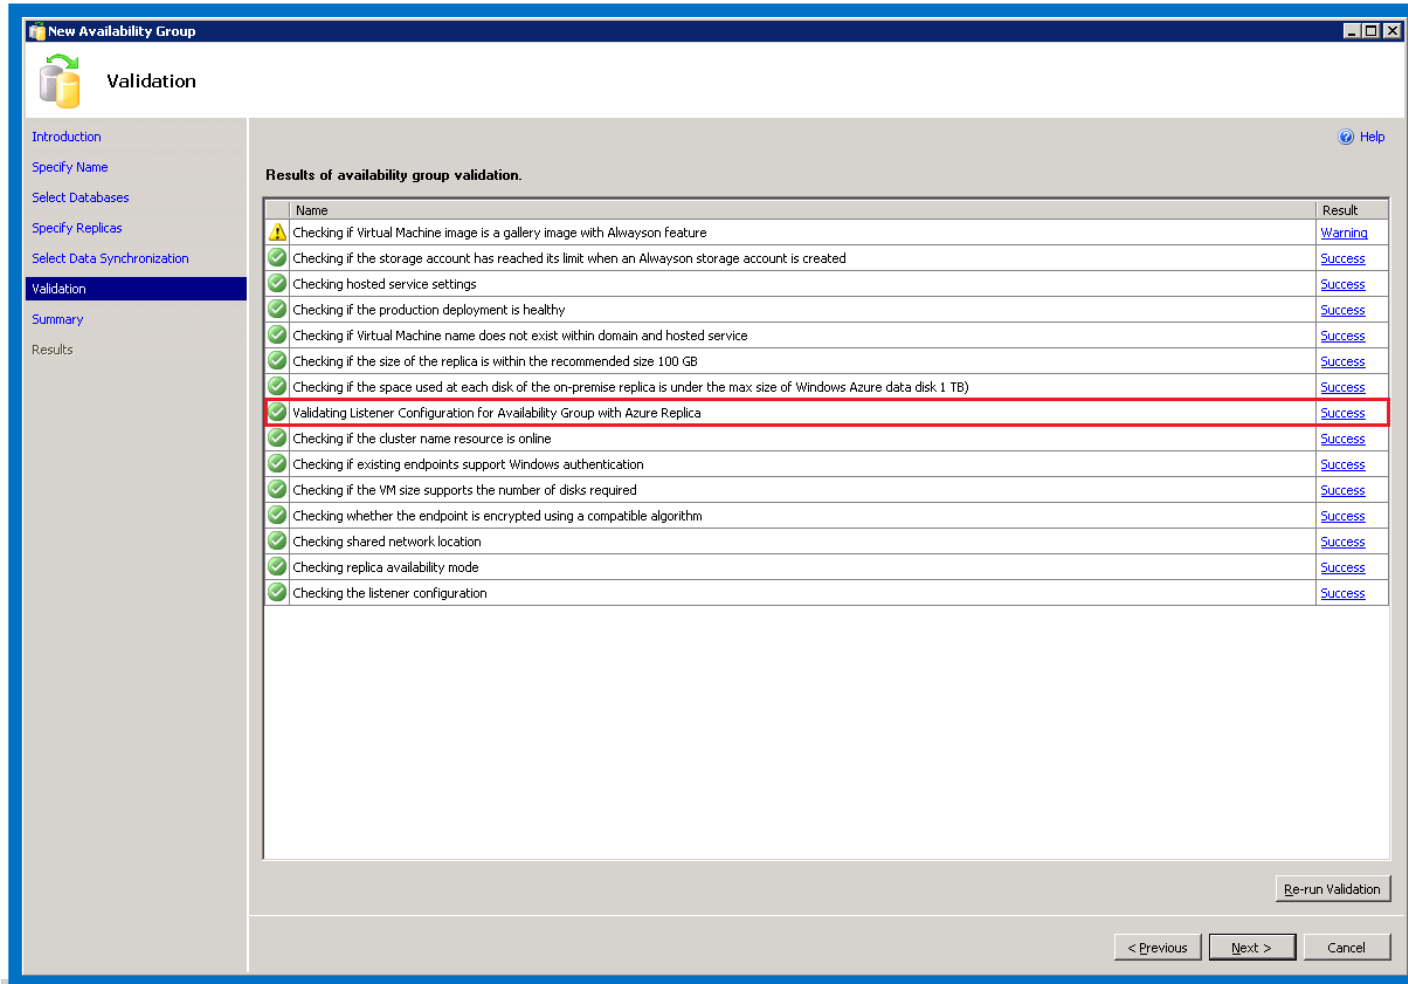 New Availability Group
Validation
Introduction
Specify Name
Select Databases
Specify Replicas
Select Data Synchronization
Validation
Summary
Results
Help
Results of availability group validation.
Name Result
Checking if Virtual Machine image is a gallery image with Alwayson feature Warning
Checking if the storage account has reached its limit when an Alwayson storage account is created Success
Checking hosted service settings Success
Checking if the production deployment is healthy Success
Checking if Virtual Machine name does not exist within domain and hosted service Success
Checking if the size of the replica is within the recommended size 100 GB Success
Checking if the space used at each disk of the on-premise replica is under the max size of Windows Azure data disk 1 TB) Success
Validating Listener Configuration for Availability Group with Azure Replica Success
Checking if the cluster name resource is online Success
Checking if existing endpoints support Windows authentication Success
Checking if the VM size supports the number of disks required Success
Checking whether the endpoint is encrypted using a compatible algorithm Success
Checking shared network location Success
Checking replica availability mode Success
Checking the listener configuration Success
Re-run Validation
< Previous Next > Cancel